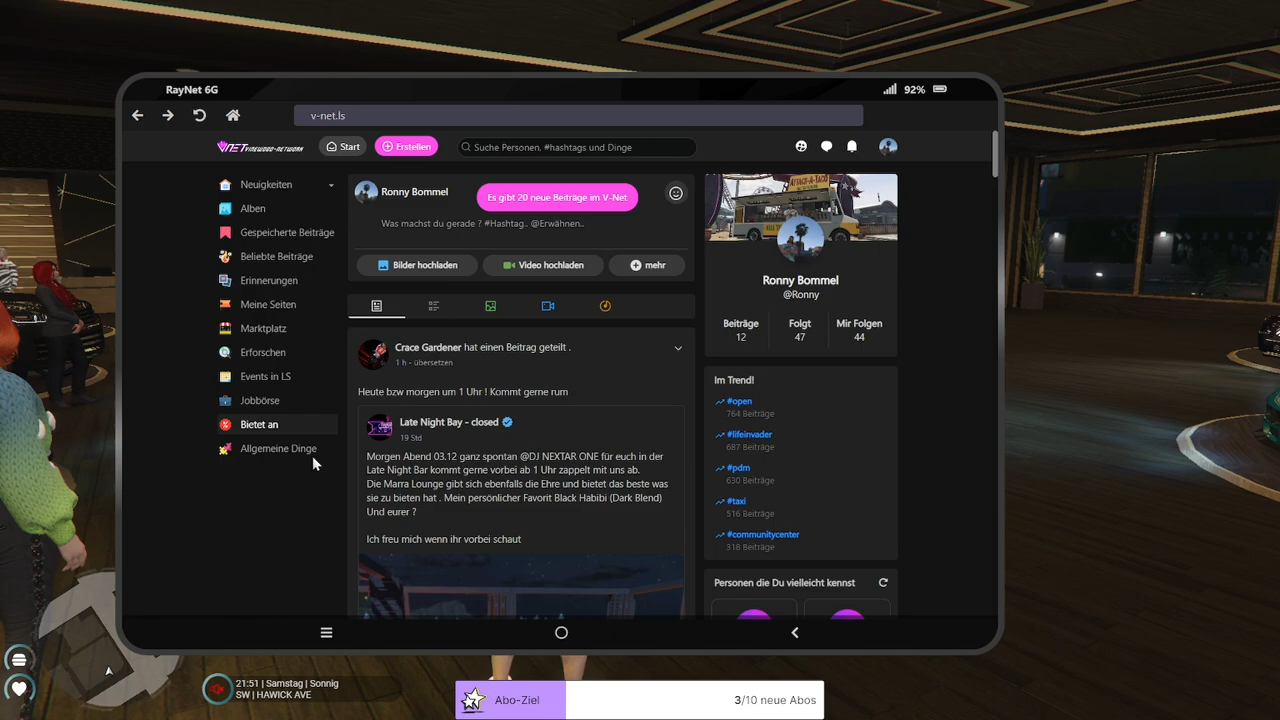 RayNet 6G
92%
v-net.ls
VNET VINEWOOD-NETWORK
Start
Erstellen
Suche Personen, #hashtags und Dinge
Neuigkeiten
Alben
Gespeicherte Beiträge
Beliebte Beiträge
Erinnerungen
Meine Seiten
Marktplatz
Erforschen
Events in LS
Jobbörse
Bietet an
Allgemeine Dinge
Ronny Bommel
Es gibt 20 neue Beiträge im V-Net
Was machst du gerade ? #Hashtag.. @Erwähnen..
Bilder hochladen
Video hochladen
mehr
Crace Gardener hat einen Beitrag geteilt .
1 h - übersetzen
Heute bzw morgen um 1 Uhr ! Kommt gerne rum
Late Night Bay - closed
19 Std
Morgen Abend 03.12 ganz spontan @DJ NEXTAR ONE für euch in der
Late Night Bar kommt gerne vorbei ab 1 Uhr zappelt mit uns ab.
Die Marra Lounge gibt sich ebenfalls die Ehre und bietet das beste was
sie zu bieten hat . Mein persönlicher Favorit Black Habibi (Dark Blend)
Und eurer ?
Ich freu mich wenn ihr vorbei schaut
ATTACK-A-TACO
Ronny Bommel
@Ronny
Beiträge
12
Folgt
47
Mir Folgen
44
Im Trend!
#open
764 Beiträge
#lifeinvader
687 Beiträge
#pdm
630 Beiträge
#taxi
516 Beiträge
#communitycenter
318 Beiträge
Personen die Du vielleicht kennst
21:51 | Samstag | Sonnig
SW | HAWICK AVE
Abo-Ziel
3/10 neue Abos